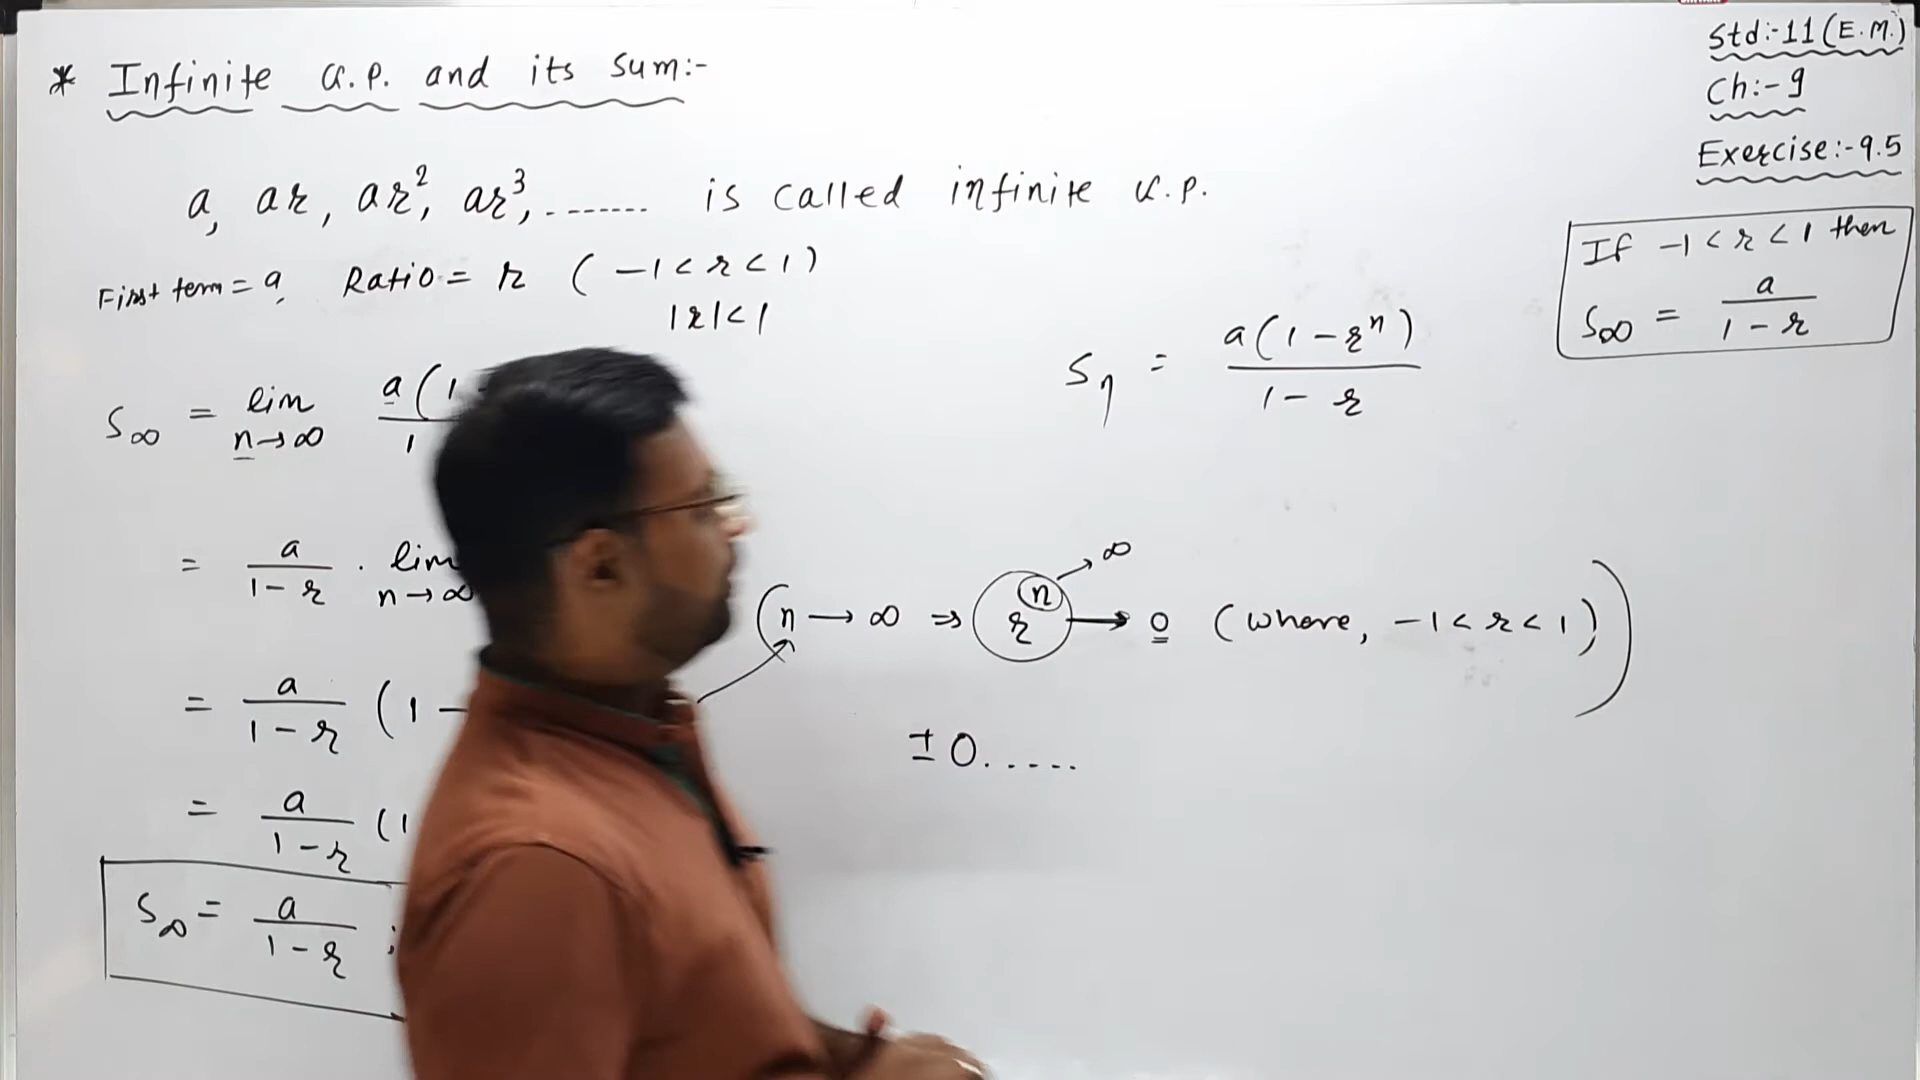 * Infinite G.P. and its sum:-
Std:-11 (E.M.)
Ch:-9
Exercise:-9.5
a, ar, ar², ar³, ........ is called infinite G.P.
First term = a, Ratio = r ( -1 < r < 1 )
|r| < 1
If -1 < r < 1 then
S∞ = a/(1 - r)
Sn = a(1 - rⁿ)/(1 - r)
S∞ = lim n→∞ a(1
= a/(1 - r) . lim n→∞
(n → ∞ ⇒ rⁿ → 0 (where, -1 < r < 1))
n → ∞
= a/(1 - r) (1 -
± 0.....
= a/(1 - r) (1
S∞ = a/(1 - r) ;